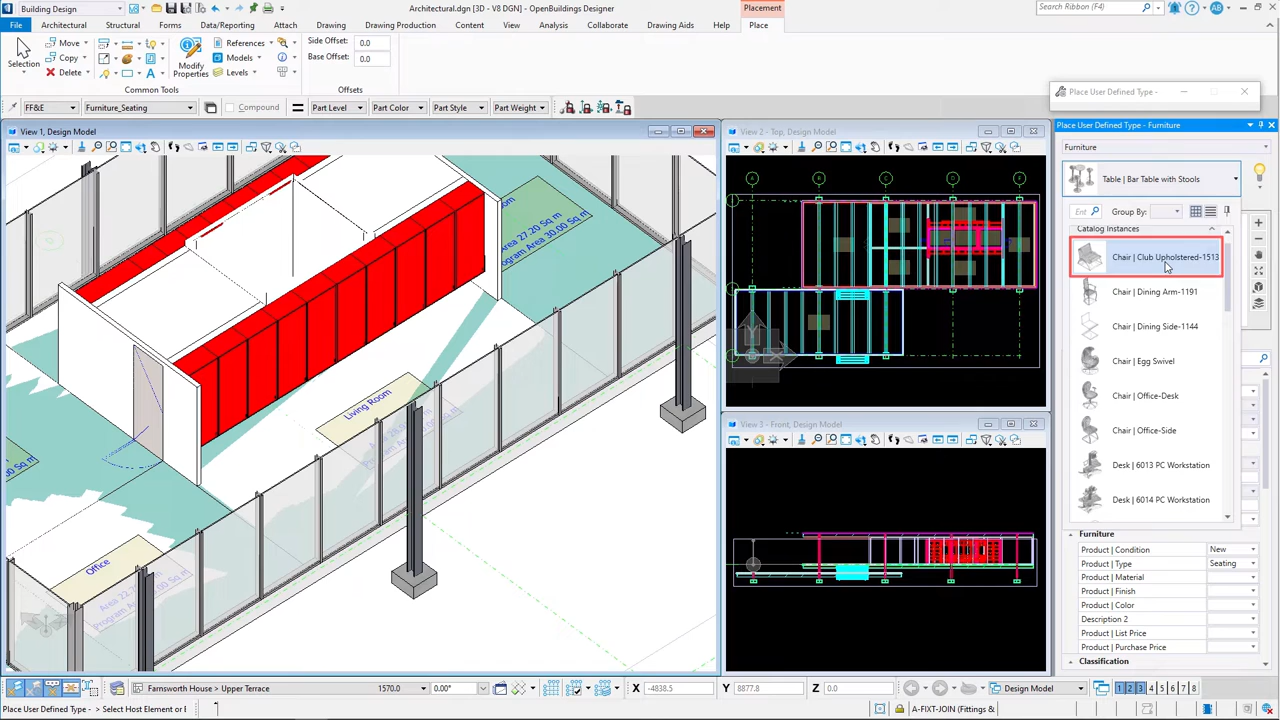 Building Design
Architectural.dgn [3D - V8 DGN] - OpenBuildings Designer
Placement
Search Ribbon (F4)
AB
File
Architectural
Structural
Forms
Data/Reporting
Attach
Drawing
Drawing Production
Content
View
Analysis
Collaborate
Drawing Aids
Help
Place
Selection
Move
Copy
Delete
Modify
Properties
References
Models
Levels
Common Tools
Side Offset:
0.0
Base Offset:
0.0
Offsets
FF&E
Furniture_Seating
Compound
Part Level
Part Color
Part Style
Part Weight
Place User Defined Type -
View 1, Design Model
Living Room
Office
View 2 - Top, Design Model
A
B
C
D
E
View 3 - Front, Design Model
Place User Defined Type - Furniture
Furniture
Table | Bar Table with Stools
Group By:
Catalog Instances
Chair | Club Upholstered-1513
Chair | Dining Arm-1191
Chair | Dining Side-1144
Chair | Egg Swivel
Chair | Office-Desk
Chair | Office-Side
Desk | 6013 PC Workstation
Desk | 6014 PC Workstation
Furniture
Product | Condition
New
Product | Type
Seating
Product | Material
Product | Finish
Product | Color
Description 2
Product | List Price
Product | Purchase Price
Classification
Farnsworth House > Upper Terrace
1570.0
0.00°
X
-4838.5
Y
8877.8
Z
0.0
Design Model
1 2 3 4 5 6 7 8
Place User Defined Type > Select Host Element or E
A-FIXT-JOIN (Fittings &